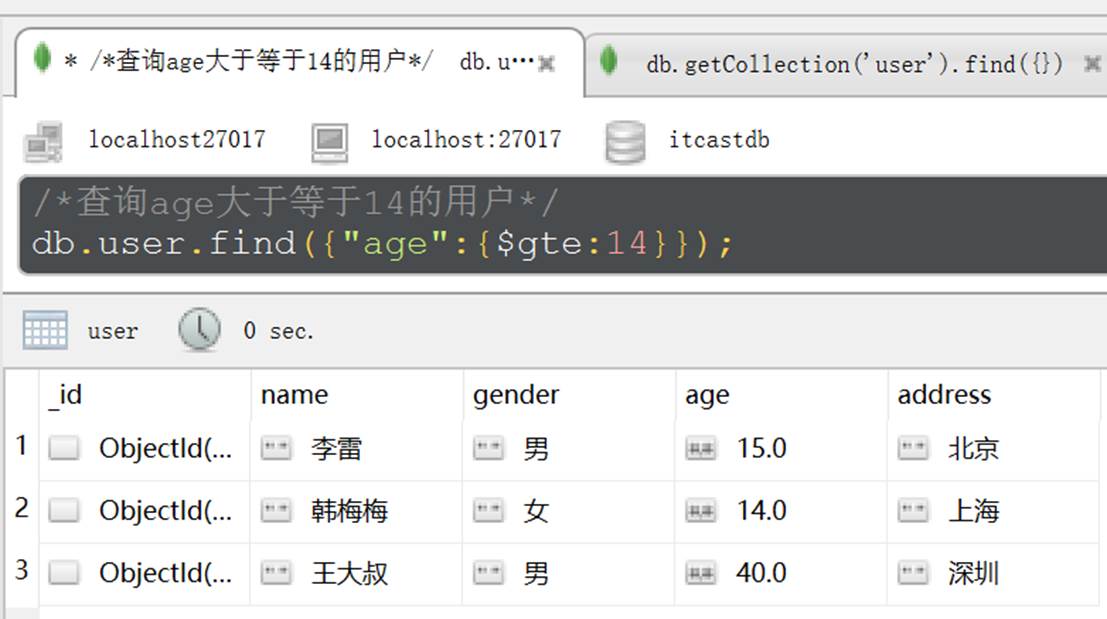 * /*查询age大于等于14的用户*/ db.u… db.getCollection('user').find({})
localhost27017 localhost:27017 itcastdb
/*查询age大于等于14的用户*/
db.user.find({"age":{$gte:14}});
user 0 sec.
_id name gender age address
1 ObjectId(... 李雷 男 15.0 北京
2 ObjectId(... 韩梅梅 女 14.0 上海
3 ObjectId(... 王大叔 男 40.0 深圳